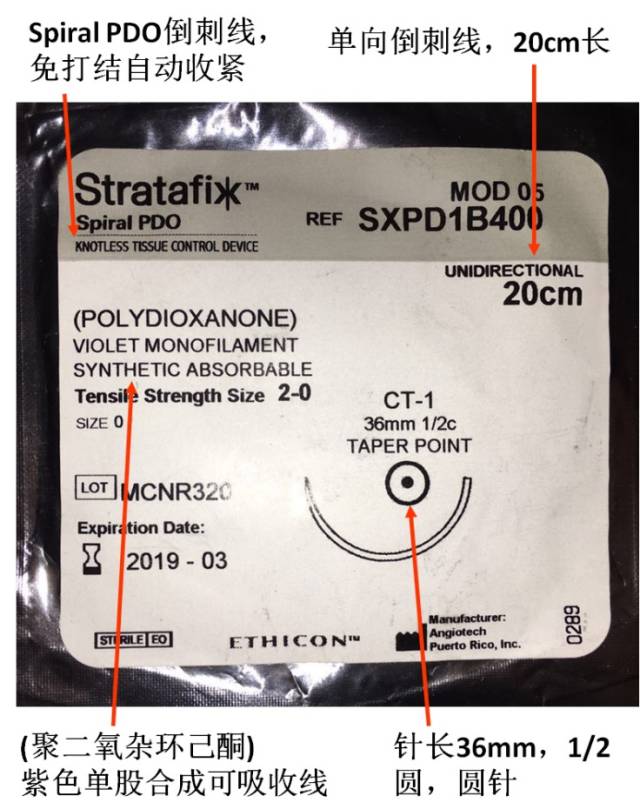 Spiral PDO倒刺线，
免打结自动收紧
单向倒刺线，20cm长
Stratafix™
Spiral PDO
KNOTLESS TISSUE CONTROL DEVICE
MOD 05
REF SXPD1B400
UNIDIRECTIONAL
20cm
(POLYDIOXANONE)
VIOLET MONOFILAMENT
SYNTHETIC ABSORBABLE
Tensile Strength Size 2-0
SIZE 0
CT-1
36mm 1/2c
TAPER POINT
LOT MCNR320
Expiration Date:
2019 - 03
STERILE EO
ETHICON™
Manufacturer:
Angiotech
Puerto Rico, Inc.
0289
(聚二氧杂环己酮)
紫色单股合成可吸收线
针长36mm，1/2
圆，圆针